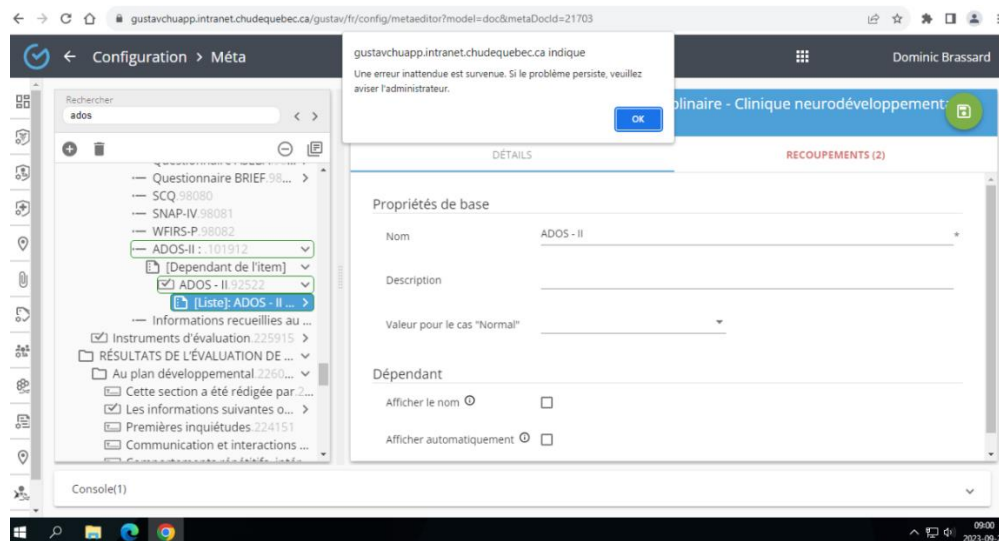 gustavchuapp.intranet.chudequebec.ca/gustav/fr/config/metaeditor?model=doc&metaDocId=21703
Configuration > Méta
Dominic Brassard
gustavchuapp.intranet.chudequebec.ca indique
Une erreur inattendue est survenue. Si le problème persiste, veuillez
aviser l'administrateur.
OK
Rechercher
ados
plinaire - Clinique neurodéveloppement
DÉTAILS
RECOUPEMENTS (2)
Questionnaire BRIEF.98...
SCQ.98080
SNAP-IV.98081
WFIRS-P.98082
ADOS-II : .101912
[Dependant de l'item]
ADOS - II.92522
[Liste]: ADOS - II ...
Informations recueillies au ...
Instruments d'évaluation.225915
RÉSULTATS DE L'ÉVALUATION DE ...
Au plan développemental.2260...
Cette section a été rédigée par.2...
Les informations suivantes o...
Premières inquiétudes.224151
Communication et interactions ...
Propriétés de base
Nom
ADOS - II
*
Description
Valeur pour le cas "Normal"
Dépendant
Afficher le nom
Afficher automatiquement
Console(1)
09:00
2023-09-